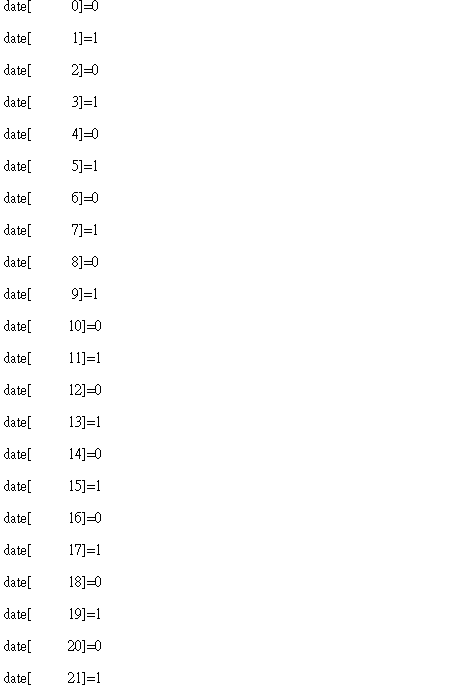 date[          0]=0
date[          1]=1
date[          2]=0
date[          3]=1
date[          4]=0
date[          5]=1
date[          6]=0
date[          7]=1
date[          8]=0
date[          9]=1
date[         10]=0
date[         11]=1
date[         12]=0
date[         13]=1
date[         14]=0
date[         15]=1
date[         16]=0
date[         17]=1
date[         18]=0
date[         19]=1
date[         20]=0
date[         21]=1